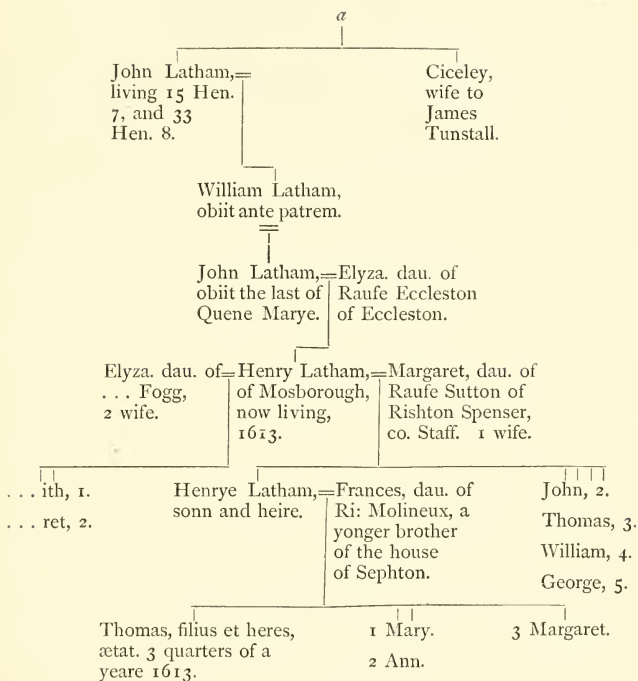 a
John Latham,=
living 15 Hen.
7, and 33
Hen. 8.
Ciceley,
wife to
James
Tunstall.
William Latham,
obiit ante patrem.
John Latham,=Elyza. dau. of
obiit the last of Raufe Eccleston
Quene Marye. of Eccleston.
Elyza. dau. of=Henry Latham,=Margaret, dau. of
. . . Fogg, of Mosborough, Raufe Sutton of
2 wife. now living, Rishton Spenser,
1613. co. Staff. 1 wife.
. . . ith, 1.
. . . ret, 2.
Henrye Latham,=Frances, dau. of
sonn and heire. Ri: Molineux, a
yonger brother
of the house
of Sephton.
John, 2.
Thomas, 3.
William, 4.
George, 5.
Thomas, filius et heres,
ætat. 3 quarters of a
yeare 1613.
1 Mary.
2 Ann.
3 Margaret.